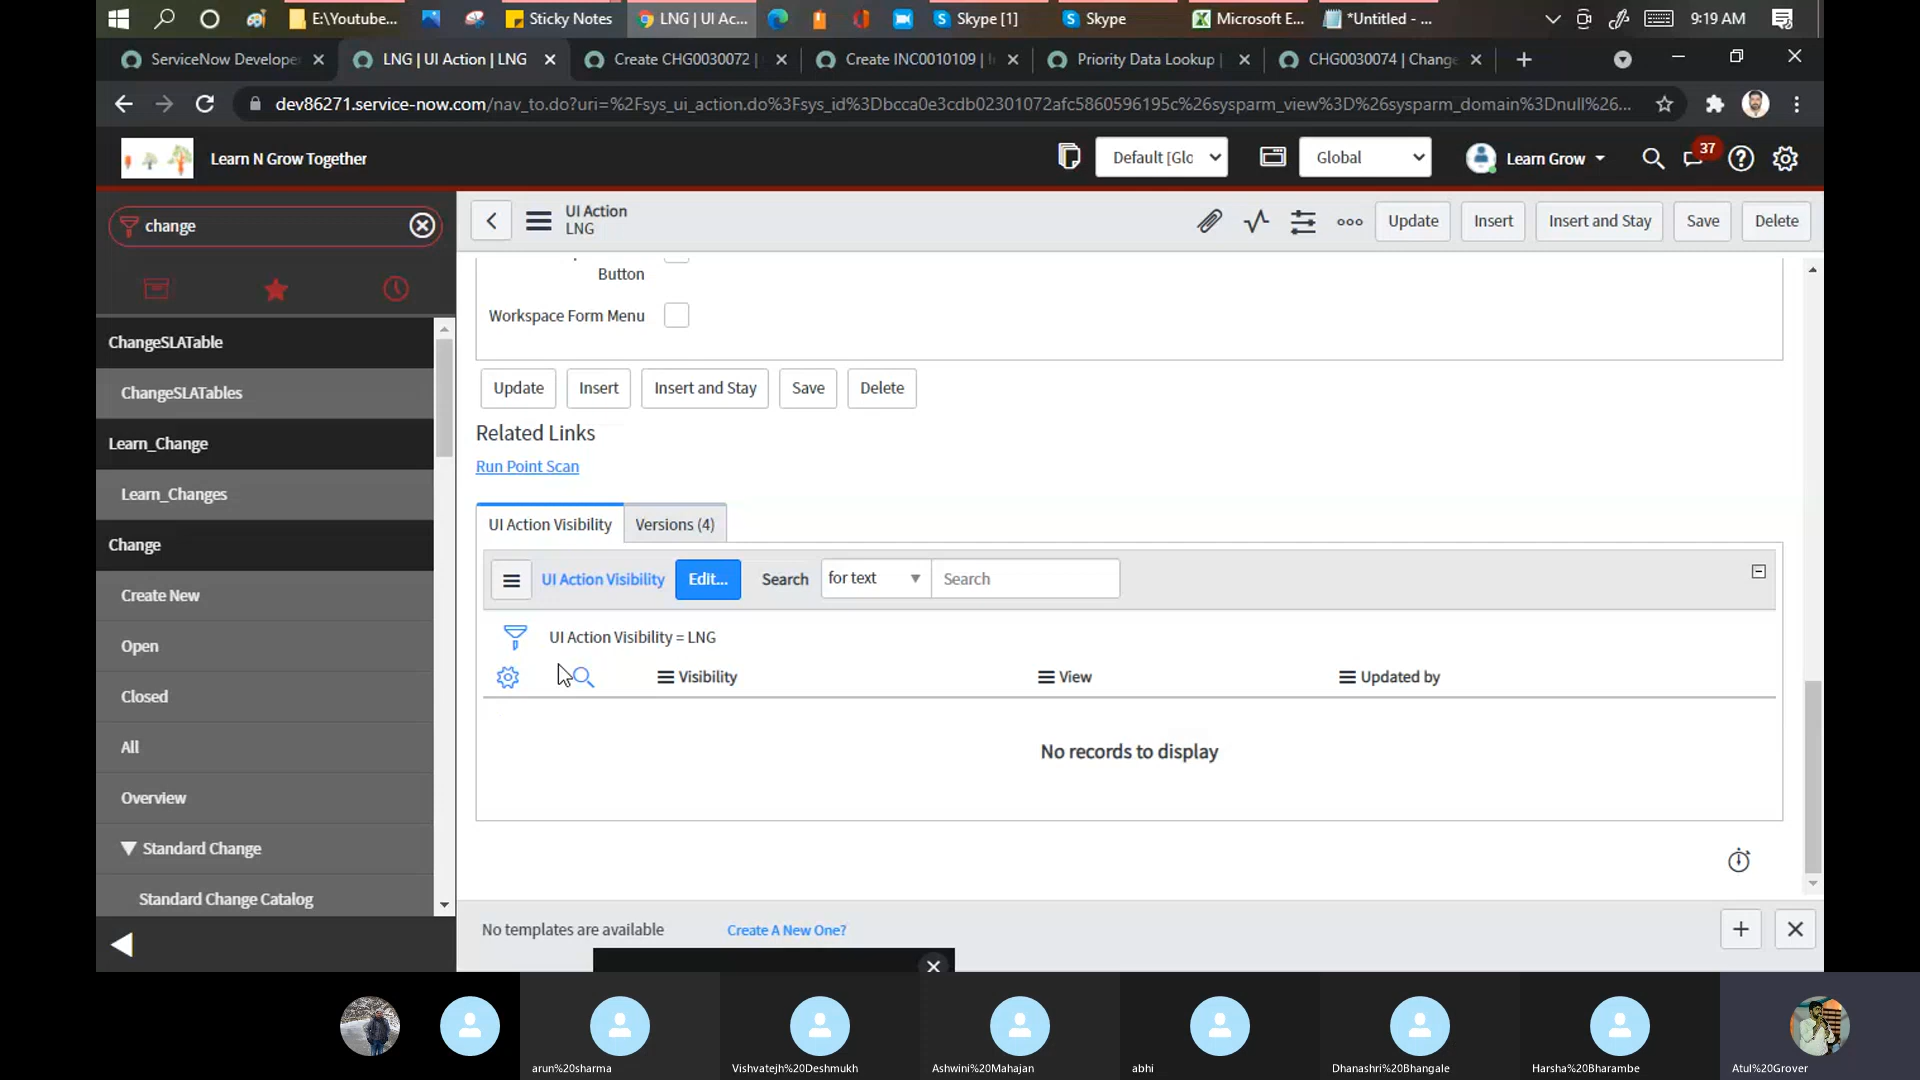 E:\Youtube...
Sticky Notes
LNG | UI Ac...
Skype [1]
Skype
Microsoft E...
*Untitled - ...
9:19 AM
ServiceNow Develope
LNG | UI Action | LNG
Create CHG0030072 |
Create INC0010109 |
Priority Data Lookup |
CHG0030074 | Change
dev86271.service-now.com/nav_to.do?uri=%2Fsys_ui_action.do%3Fsys_id%3Dbcca0e3cdb02301072afc5860596195c%26sysparm_view%3D%26sysparm_domain%3Dnull%26...
Learn N Grow Together
Default [Glo
Global
Learn Grow
37
change
UI Action
LNG
Update
Insert
Insert and Stay
Save
Delete
Button
Workspace Form Menu
ChangeSLATable
ChangeSLATables
Learn_Change
Learn_Changes
Change
Create New
Open
Closed
All
Overview
Standard Change
Standard Change Catalog
Update
Insert
Insert and Stay
Save
Delete
Related Links
Run Point Scan
UI Action Visibility
Versions (4)
UI Action Visibility
Edit...
Search
for text
Search
UI Action Visibility = LNG
Visibility
View
Updated by
No records to display
No templates are available
Create A New One?
arun%20sharma
Vishvatejh%20Deshmukh
Ashwini%20Mahajan
abhi
Dhanashri%20Bhangale
Harsha%20Bharambe
Atul%20Grover